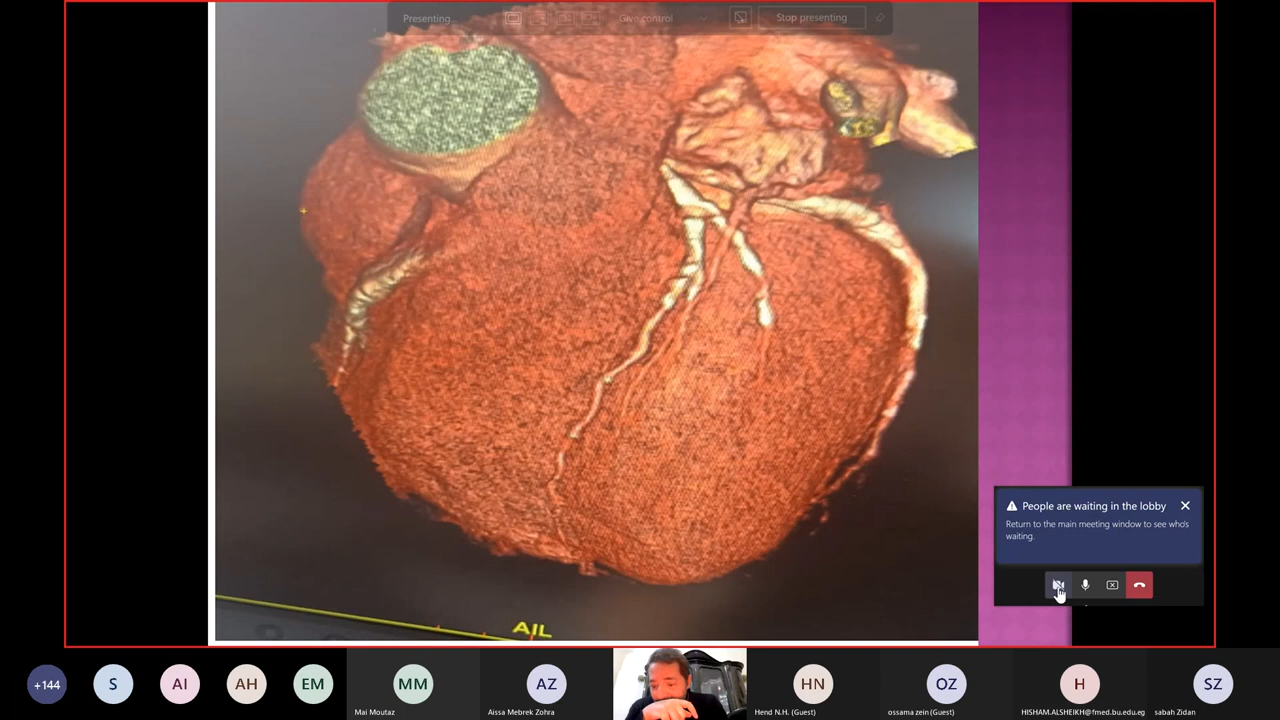 Presenting...
Give control
Stop presenting
AIL
People are waiting in the lobby
Return to the main meeting window to see who's
waiting.
+144
S
AI
AH
EM
MM
AZ
HN
OZ
H
SZ
Mai Moutaz
Aissa Mebrek Zohra
Hend N.H. (Guest)
ossama zein (Guest)
HISHAM.ALSHEIKH@fmed.bu.edu.eg
sabah Zidan